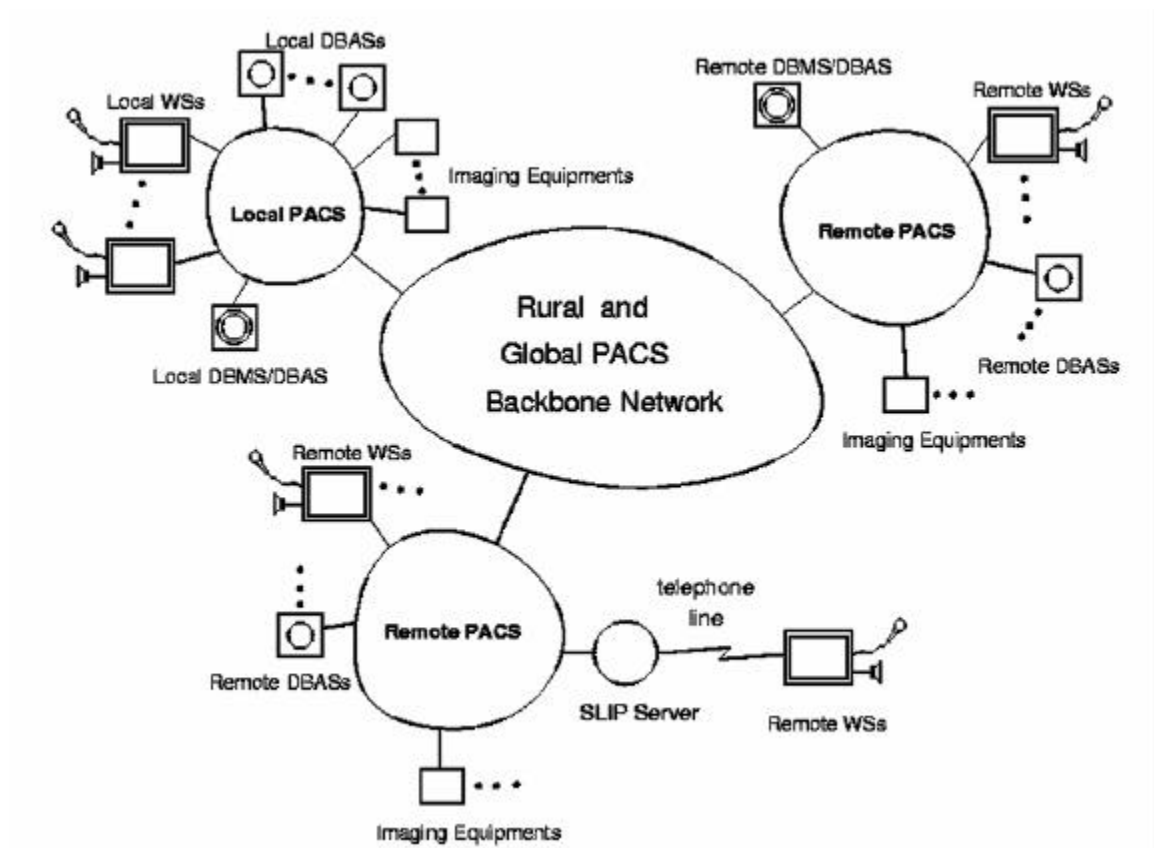 Local DBASs
Remote DBMS/DBAS
Remote WSs
Local WSs
Imaging Equipments
Local PACS
Remote PACS
Rural and
Global PACS
Backbone Network
Local DBMS/DBAS
Remote DBASs
Imaging Equipments
Remote WSs
telephone
line
Remote PACS
Remote DBASs
SLIP Server
Remote WSs
Imaging Equipments